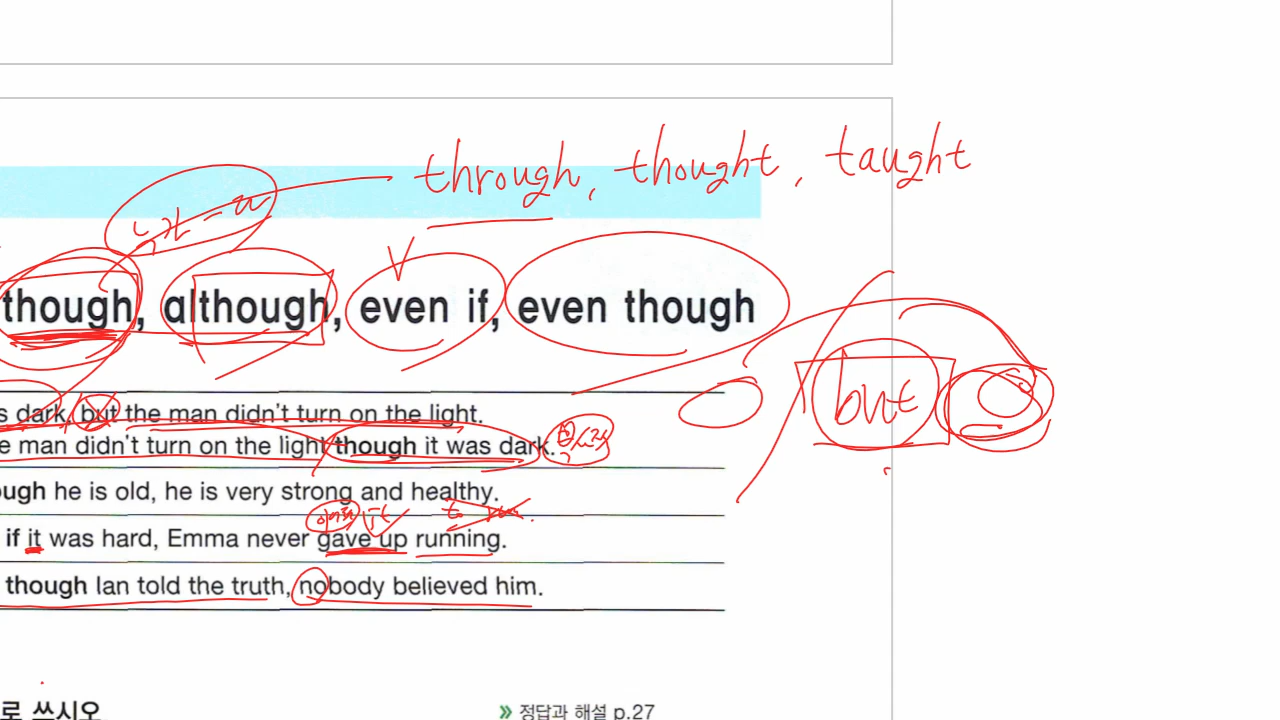 through, thought, taught
though, although, even if, even though
s dark, but the man didn't turn on the light.
but
e man didn't turn on the light though it was dark.
ough he is old, he is very strong and healthy.
if it was hard, Emma never gave up running.
though Ian told the truth, nobody believed him.
로 쓰시오
» 정답과 해설 p.27